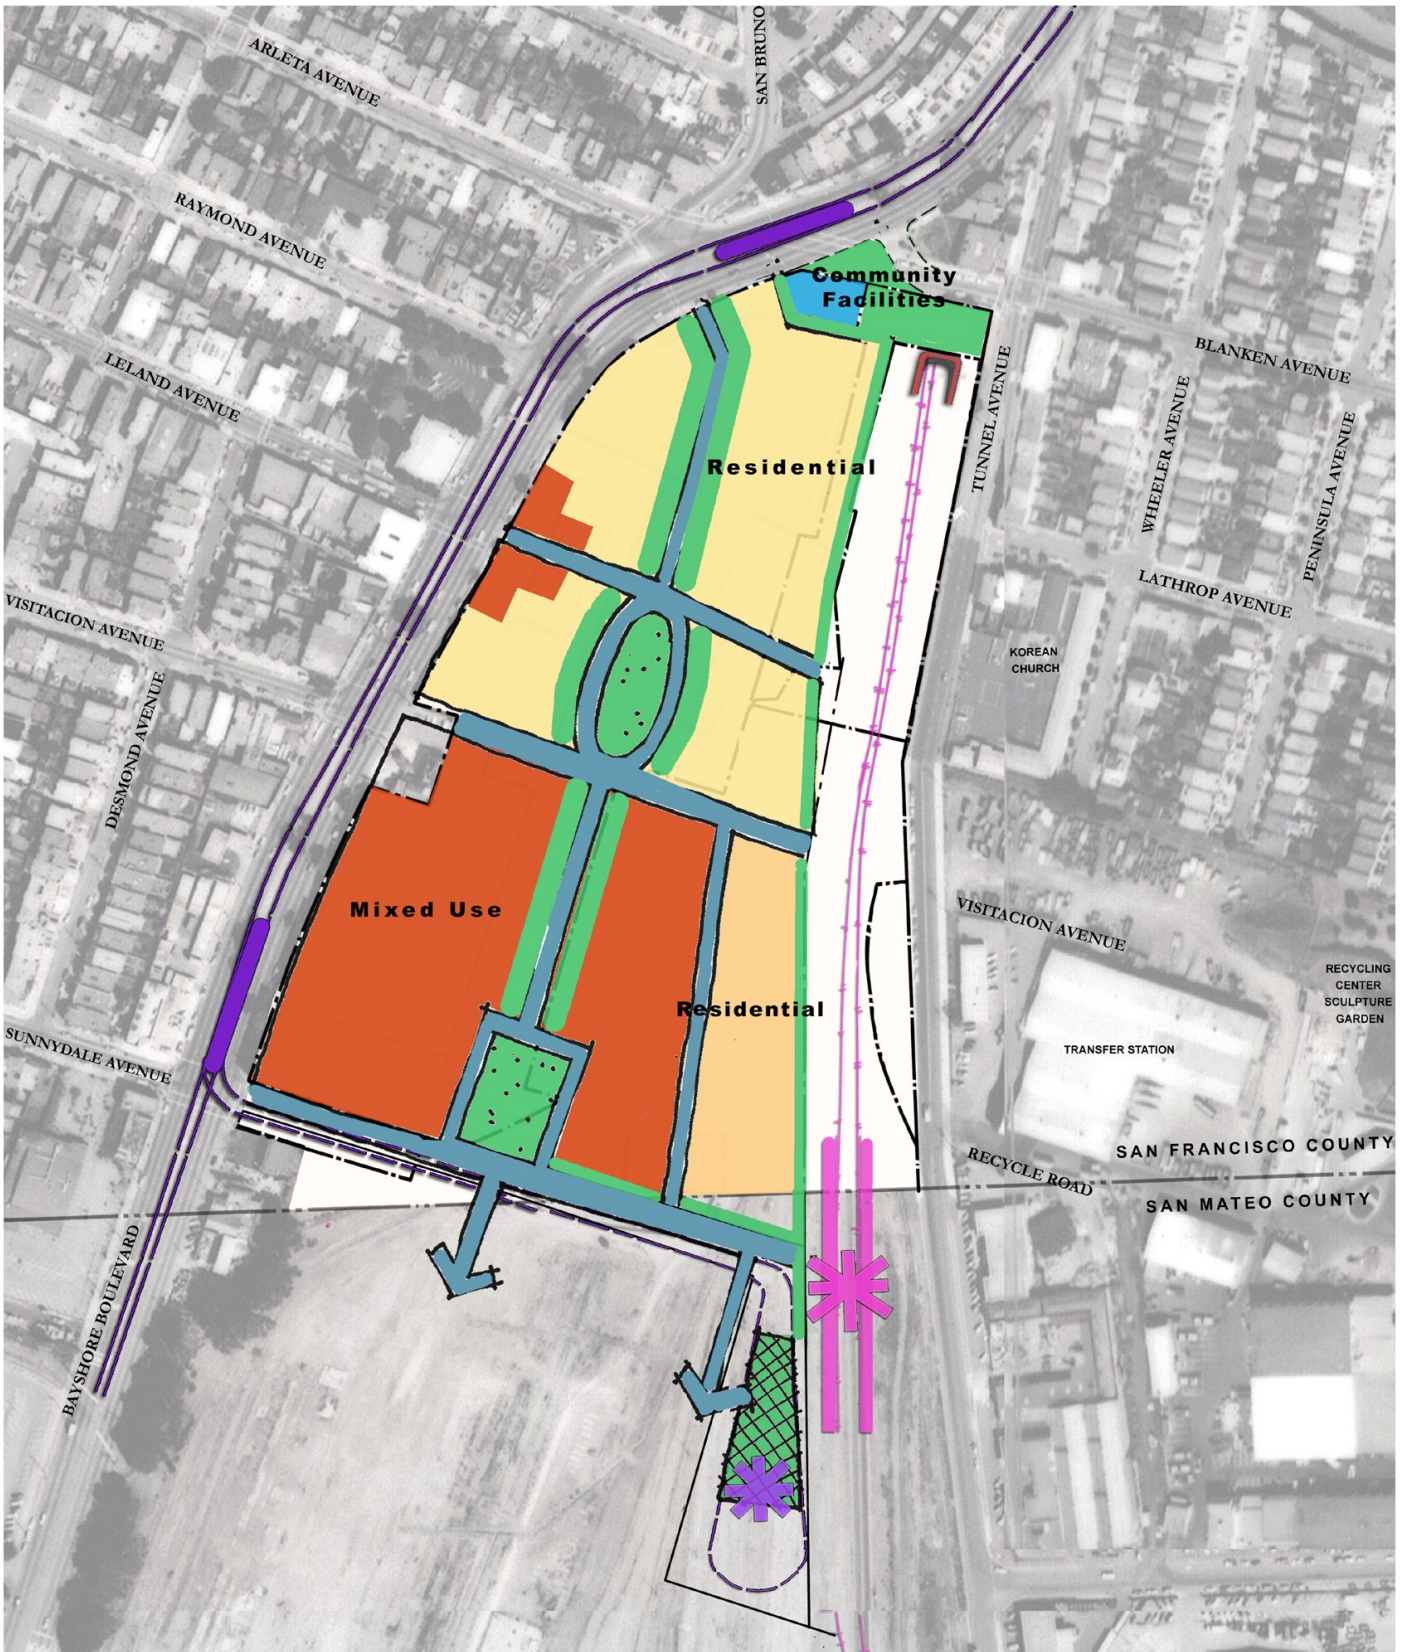 SAN BRUNO
ARLETA AVENUE
RAYMOND AVENUE
LELAND AVENUE
VISITACION AVENUE
DESMOND AVENUE
SUNNYDALE AVENUE
BAYSHORE BOULEVARD
Community
Facilities
Residential
Mixed Use
Residential
TUNNEL AVENUE
BLANKEN AVENUE
WHEELER AVENUE
PENINSULA AVENUE
LATHROP AVENUE
KOREAN
CHURCH
VISITACION AVENUE
RECYCLING
CENTER
SCULPTURE
GARDEN
TRANSFER STATION
RECYCLE ROAD
SAN FRANCISCO COUNTY
SAN MATEO COUNTY